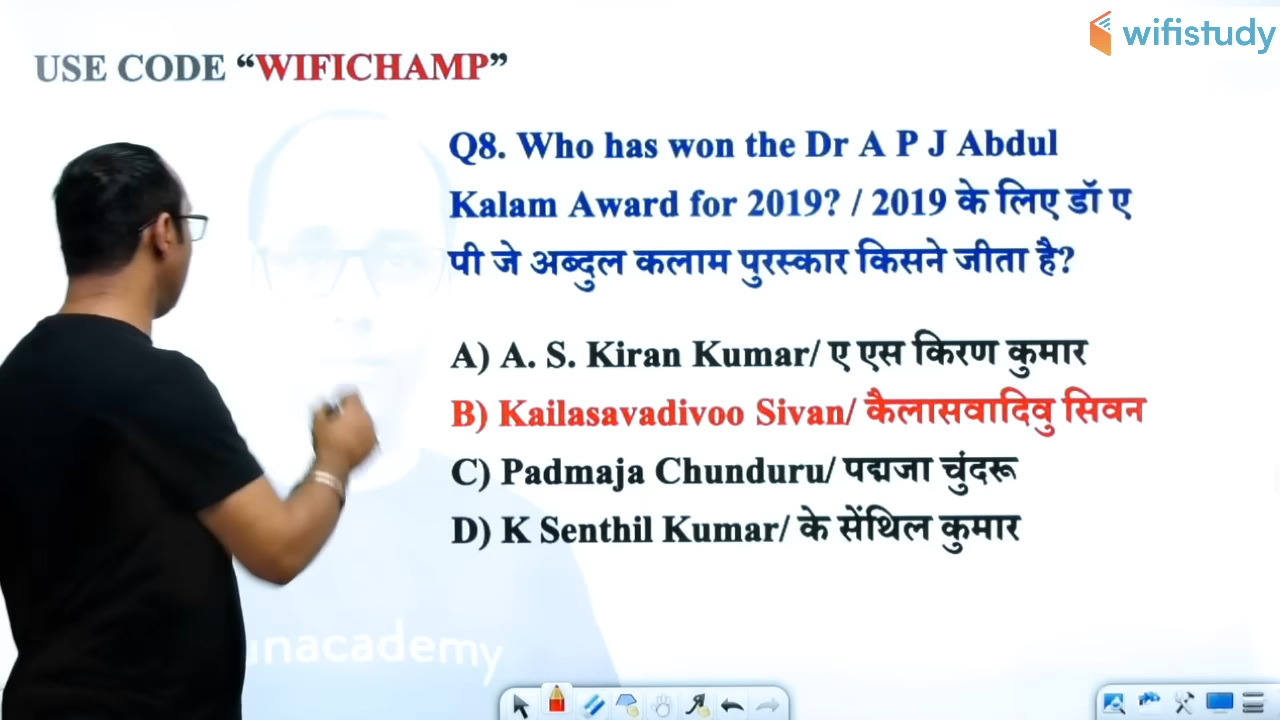 wifistudy
USE CODE “WIFICHAMP”
Q8. Who has won the Dr A P J Abdul
Kalam Award for 2019? / 2019 के लिए डॉ ए
पी जे अब्दुल कलाम पुरस्कार किसने जीता है?
A) A. S. Kiran Kumar/ ए एस किरण कुमार
B) Kailasavadivoo Sivan/ कैलासवादिवु सिवन
C) Padmaja Chunduru/ पद्मजा चुंदरू
D) K Senthil Kumar/ के सेंथिल कुमार
unacademy